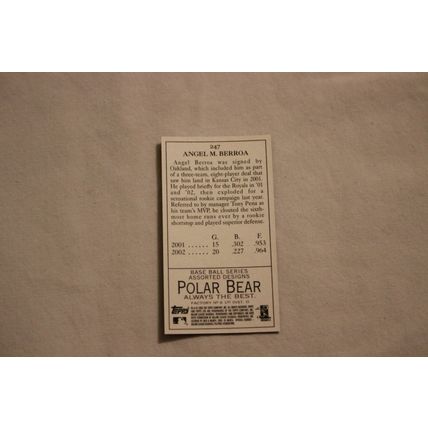 247
ANGEL M. BERROA
Angel Berroa was signed by
Oakland, which included him as part
of a three-team, eight-player deal that
saw him land in Kansas City in 2001.
He played briefly for the Royals in '01
and '02, then exploded for a
sensational rookie campaign last year.
Referred to by manager Tony Pena as
his team's MVP, he clouted the sixth-
most home runs ever by a rookie
shortstop and played superior defense.
G. B. F.
2001 ...... 15 .302 .953
2002 ...... 20 .227 .964
BASE BALL SERIES
ASSORTED DESIGNS
POLAR BEAR
ALWAYS THE BEST.
Topps